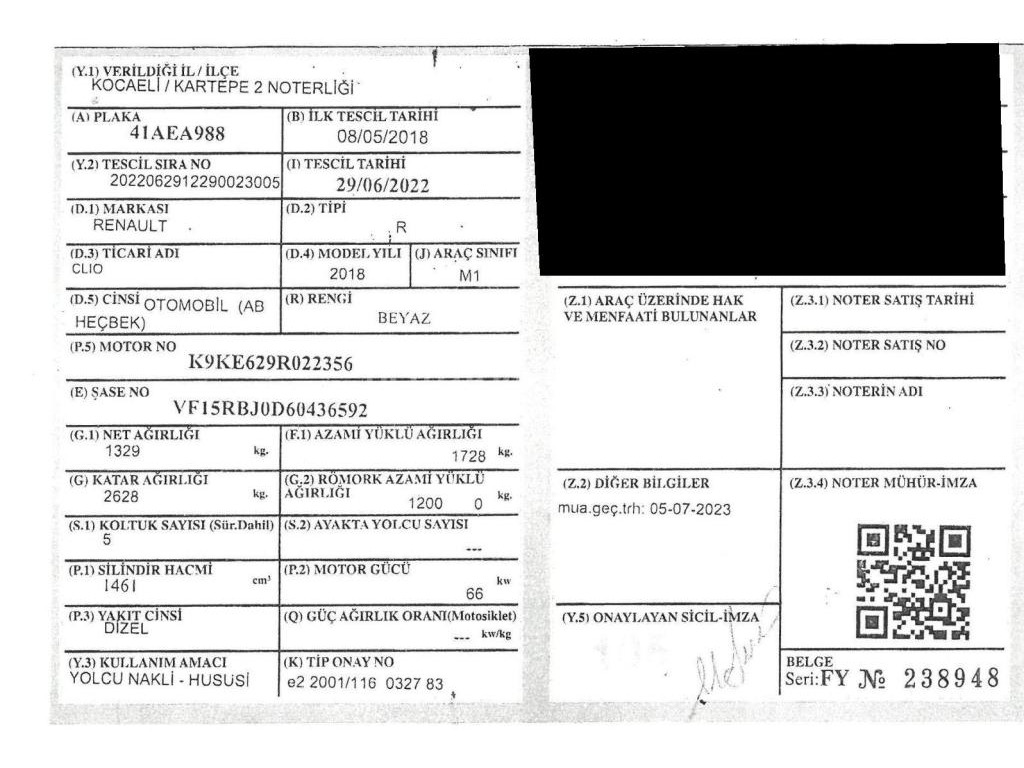 (Y.1) VERİLDİĞİ İL / İLÇE
KOCAELİ / KARTEPE 2 NOTERLİĞİ
(A) PLAKA
41AEA988
(B) İLK TESCİL TARİHİ
08/05/2018
(Y.2) TESCİL SIRA NO
2022062912290023005
(I) TESCİL TARİHİ
29/06/2022
(D.1) MARKASI
RENAULT
(D.2) TİPİ
R
(D.3) TİCARİ ADI
CLIO
(D.4) MODEL YILI
2018
(J) ARAÇ SINIFI
M1
(D.5) CİNSİ OTOMOBİL (AB
HEÇBEK)
(R) RENGİ
BEYAZ
(P.5) MOTOR NO
K9KE629R022356
(E) ŞASE NO
VF15RBJ0D60436592
(G.1) NET AĞIRLIĞI
1329 kg.
(F.1) AZAMİ YÜKLÜ AĞIRLIĞI
1728 kg.
(G) KATAR AĞIRLIĞI
2628 kg.
(G.2) RÖMORK AZAMİ YÜKLÜ
AĞIRLIĞI
1200 0 kg.
(S.1) KOLTUK SAYISI (Sür.Dahil)
5
(S.2) AYAKTA YOLCU SAYISI
---
(P.1) SİLİNDİR HACMİ
1461 cm³
(P.2) MOTOR GÜCÜ
66 kw
(P.3) YAKIT CİNSİ
DİZEL
(Q) GÜÇ AĞIRLIK ORANI(Motosiklet)
--- kw/kg
(Y.3) KULLANIM AMACI
YOLCU NAKLİ - HUSUSİ
(K) TİP ONAY NO
e2 2001/116 0327 83
(Z.1) ARAÇ ÜZERİNDE HAK
VE MENFAATİ BULUNANLAR
(Z.3.1) NOTER SATIŞ TARİHİ
(Z.3.2) NOTER SATIŞ NO
(Z.3.3) NOTERİN ADI
(Z.2) DİĞER BİLGİLER
mua.geç.trh: 05-07-2023
(Z.3.4) NOTER MÜHÜR-İMZA
(Y.5) ONAYLAYAN SİCİL-İMZA
BELGE
Seri:FY № 238948